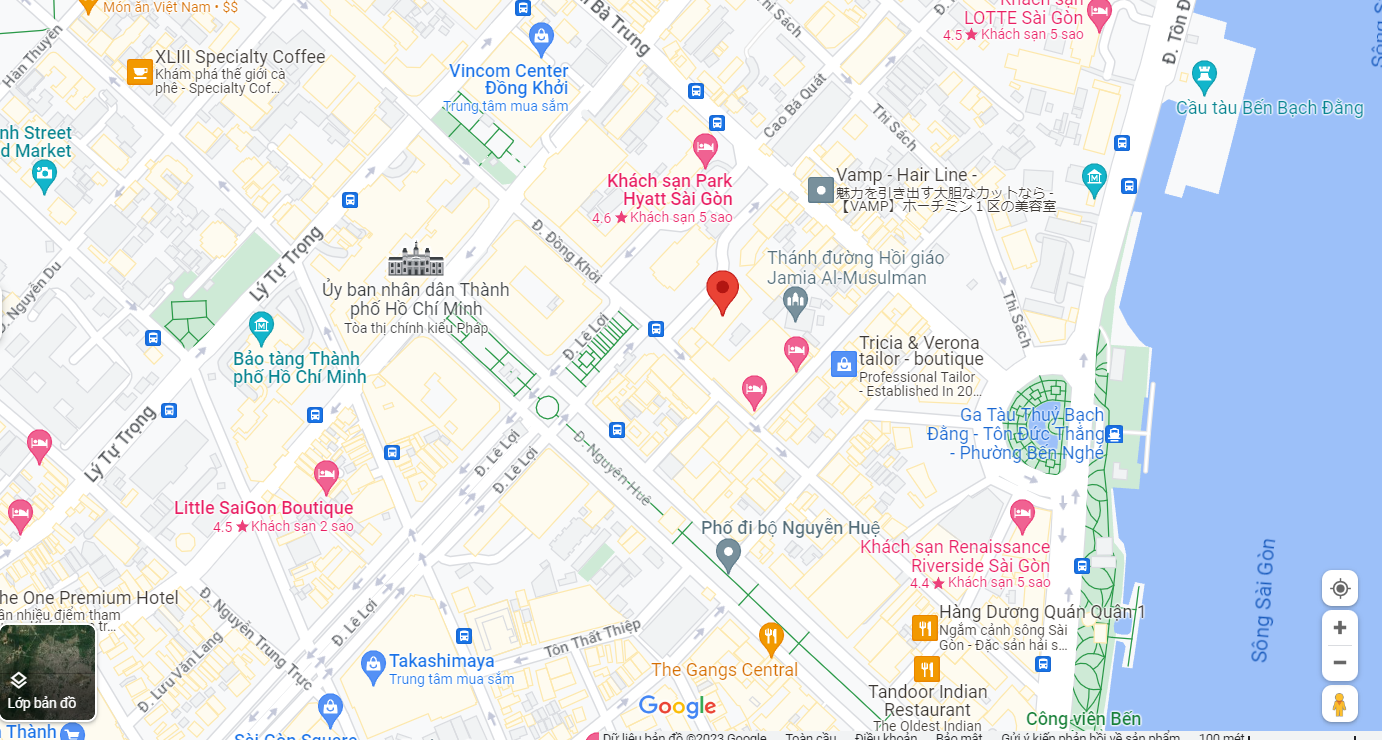 Món ăn Việt Nam • $$
Hàn Thuyên
XLIII Specialty Coffee
Khám phá thế giới cà
phê - Specialty Cof...
Bà Trưng
Vincom Center
Đồng Khởi
Trung tâm mua sắm
Khách sạn
LOTTE Sài Gòn
4.5 ★ Khách sạn 5 sao
Cầu tàu Bến Bạch Đằng
Cao Bá Quát
Thi Sách
Street
Market
Khách sạn Park
Hyatt Sài Gòn
4.6 ★ Khách sạn 5 sao
Vamp - Hair Line -
魅力を引き出す大胆なカットなら -
【VAMP】ホーチミン１区の美容室
Lý Tự Trọng
Đ. Nguyễn Du
Đ. Đồng Khởi
Ủy ban nhân dân Thành
phố Hồ Chí Minh
Tòa thị chính kiểu Pháp
Thánh đường Hồi giáo
Jamia Al-Musulman
Thi Sách
Bảo tàng Thành
phố Hồ Chí Minh
Đ. Lê Lợi
Tricia & Verona
tailor - boutique
Professional Tailor
- Established In 20...
Ga Tàu Thuỷ Bạch
Đằng - Tôn Đức Thắng
- Phường Bến Nghé
Lý Tự Trọng
Đ. Lê Lợi
Đ. Lê Lợi
Đ. Nguyễn Huệ
Little SaiGon Boutique
4.5 ★ Khách sạn 2 sao
Phố đi bộ Nguyễn Huệ
Khách sạn Renaissance
Riverside Sài Gòn
4.4 ★ Khách sạn 5 sao
Sông Sài Gòn
One Premium Hotel
nhiều điểm tham
tr...
Đ. Nguyễn Trung Trực
Đ. Lê Lợi
Đ. Lưu Văn Lang
Tôn Thất Thiệp
Hàng Dương Quán Quận 1
Ngắm cảnh sông Sài
Gòn - Đặc sản hải s...
Takashimaya
Trung tâm mua sắm
The Gangs Central
Tandoor Indian
Restaurant
The Oldest Indian
Lớp bản đồ
Google
Công viên Bến
Thành
Sài Gòn Square
Dữ liệu bản đồ ©2023 Google
Toàn cầu
Điều khoản
Bảo mật
Gửi ý kiến phản hồi về sản phẩm
100 mét